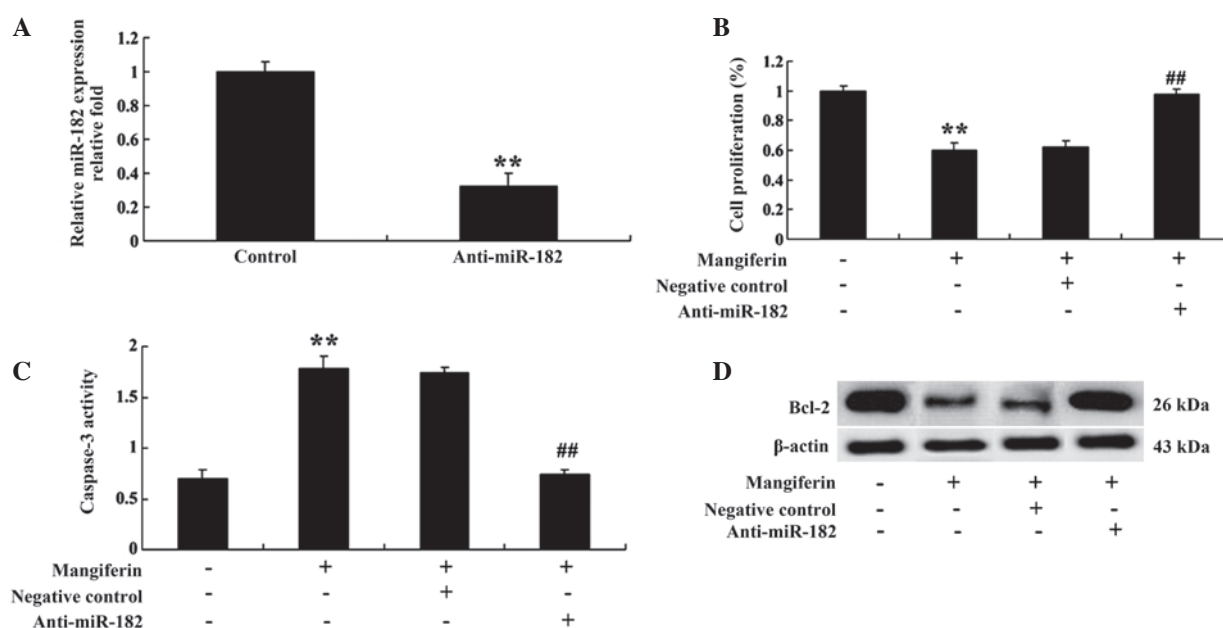 A
Relative miR-182 expression
relative fold
1.2
1
0.8
0.6
0.4
0.2
0
**
Control Anti-miR-182
B
Cell proliferation (%)
1.2
1
0.8
0.6
0.4
0.2
0
**
##
Mangiferin - + + +
Negative control - - + -
Anti-miR-182 - - - +
C
Caspase-3 activity
2
1.5
1
0.5
0
**
##
Mangiferin - + + +
Negative control - - + -
Anti-miR-182 - - - +
D
Bcl-2 26 kDa
β-actin 43 kDa
Mangiferin - + + +
Negative control - - + -
Anti-miR-182 - - - +